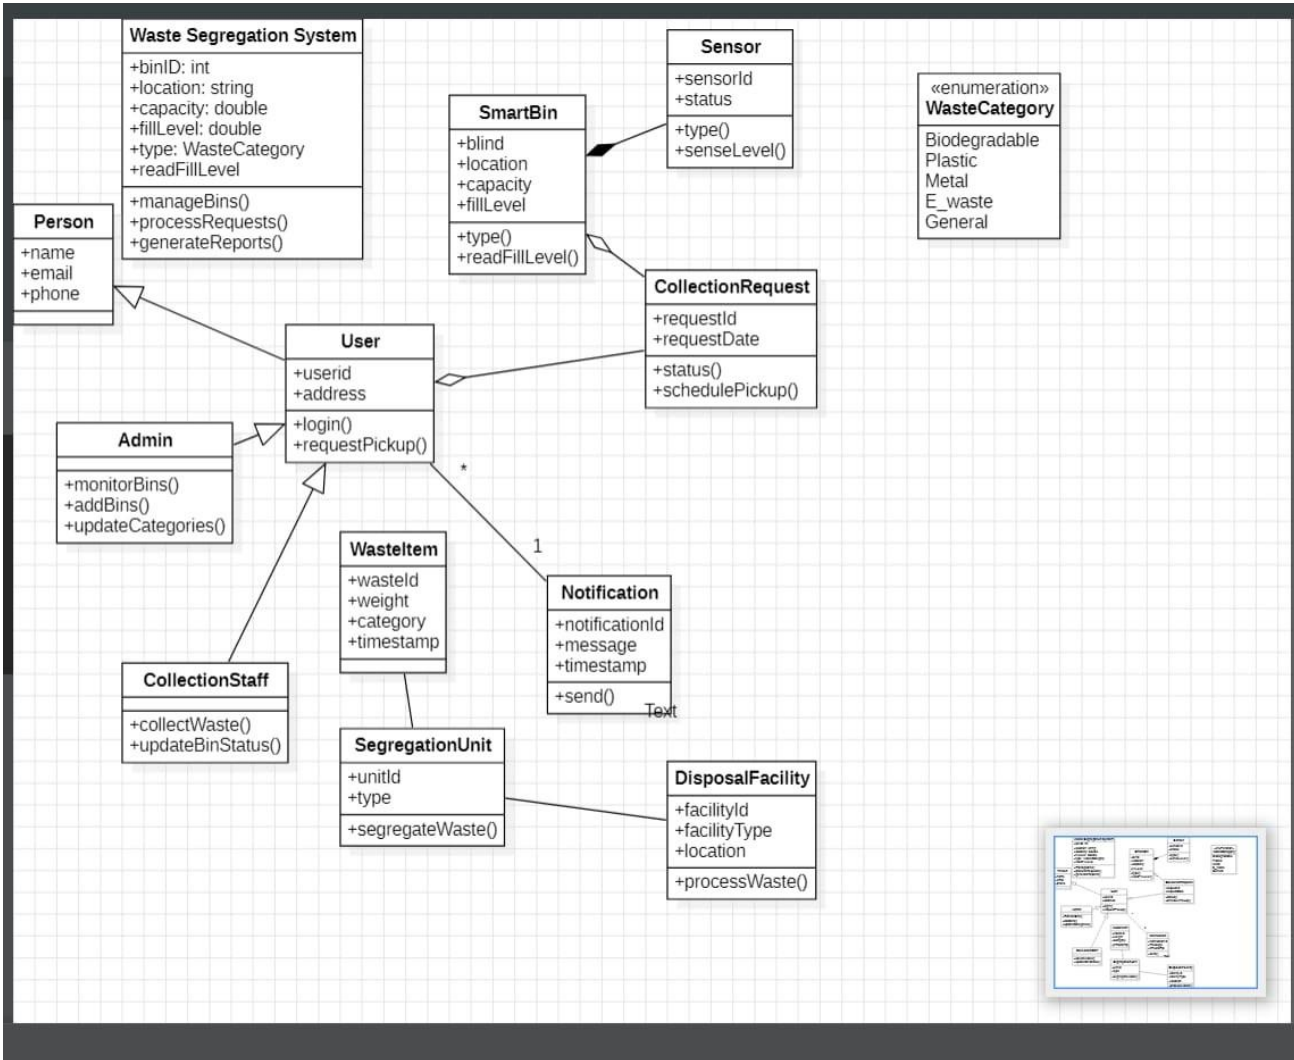 Waste Segregation System
+binID: int
+location: string
+capacity: double
+fillLevel: double
+type: WasteCategory
+readFillLevel
+manageBins()
+processRequests()
+generateReports()
Sensor
+sensorId
+status
+type()
+senseLevel()
«enumeration»
WasteCategory
Biodegradable
Plastic
Metal
E_waste
General
SmartBin
+blind
+location
+capacity
+fillLevel
+type()
+readFillLevel()
Person
+name
+email
+phone
CollectionRequest
+requestId
+requestDate
+status()
+schedulePickup()
User
+userid
+address
+login()
+requestPickup()
Admin
+monitorBins()
+addBins()
+updateCategories()
*
1
WasteItem
+wasteId
+weight
+category
+timestamp
Notification
+notificationId
+message
+timestamp
+send()
Text
CollectionStaff
+collectWaste()
+updateBinStatus()
SegregationUnit
+unitId
+type
+segregateWaste()
DisposalFacility
+facilityId
+facilityType
+location
+processWaste()